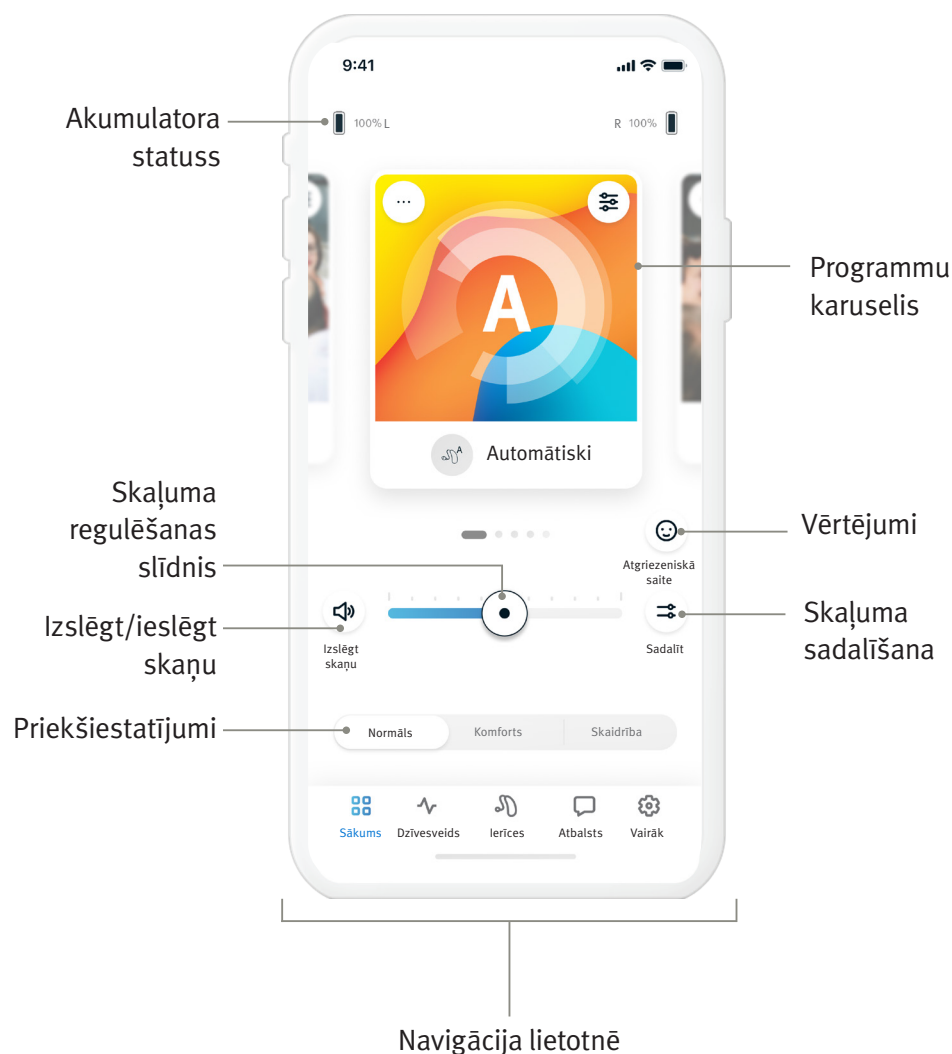 9:41
Akumulatora
statuss
100% L
R 100%
A
Programmu
karuselis
A
Automātiski
Skaļuma
regulēšanas
slīdnis
Vērtējumi
Atgriezeniskā
saite
Izslēgt/ieslēgt
skaņu
Izslēgt
skaņu
Sadalīt
Skaļuma
sadalīšana
Priekšiestatījumi
Normāls
Komforts
Skaidrība
Sākums
Dzīvesveids
Ierīces
Atbalsts
Vairāk
Navigācija lietotnē